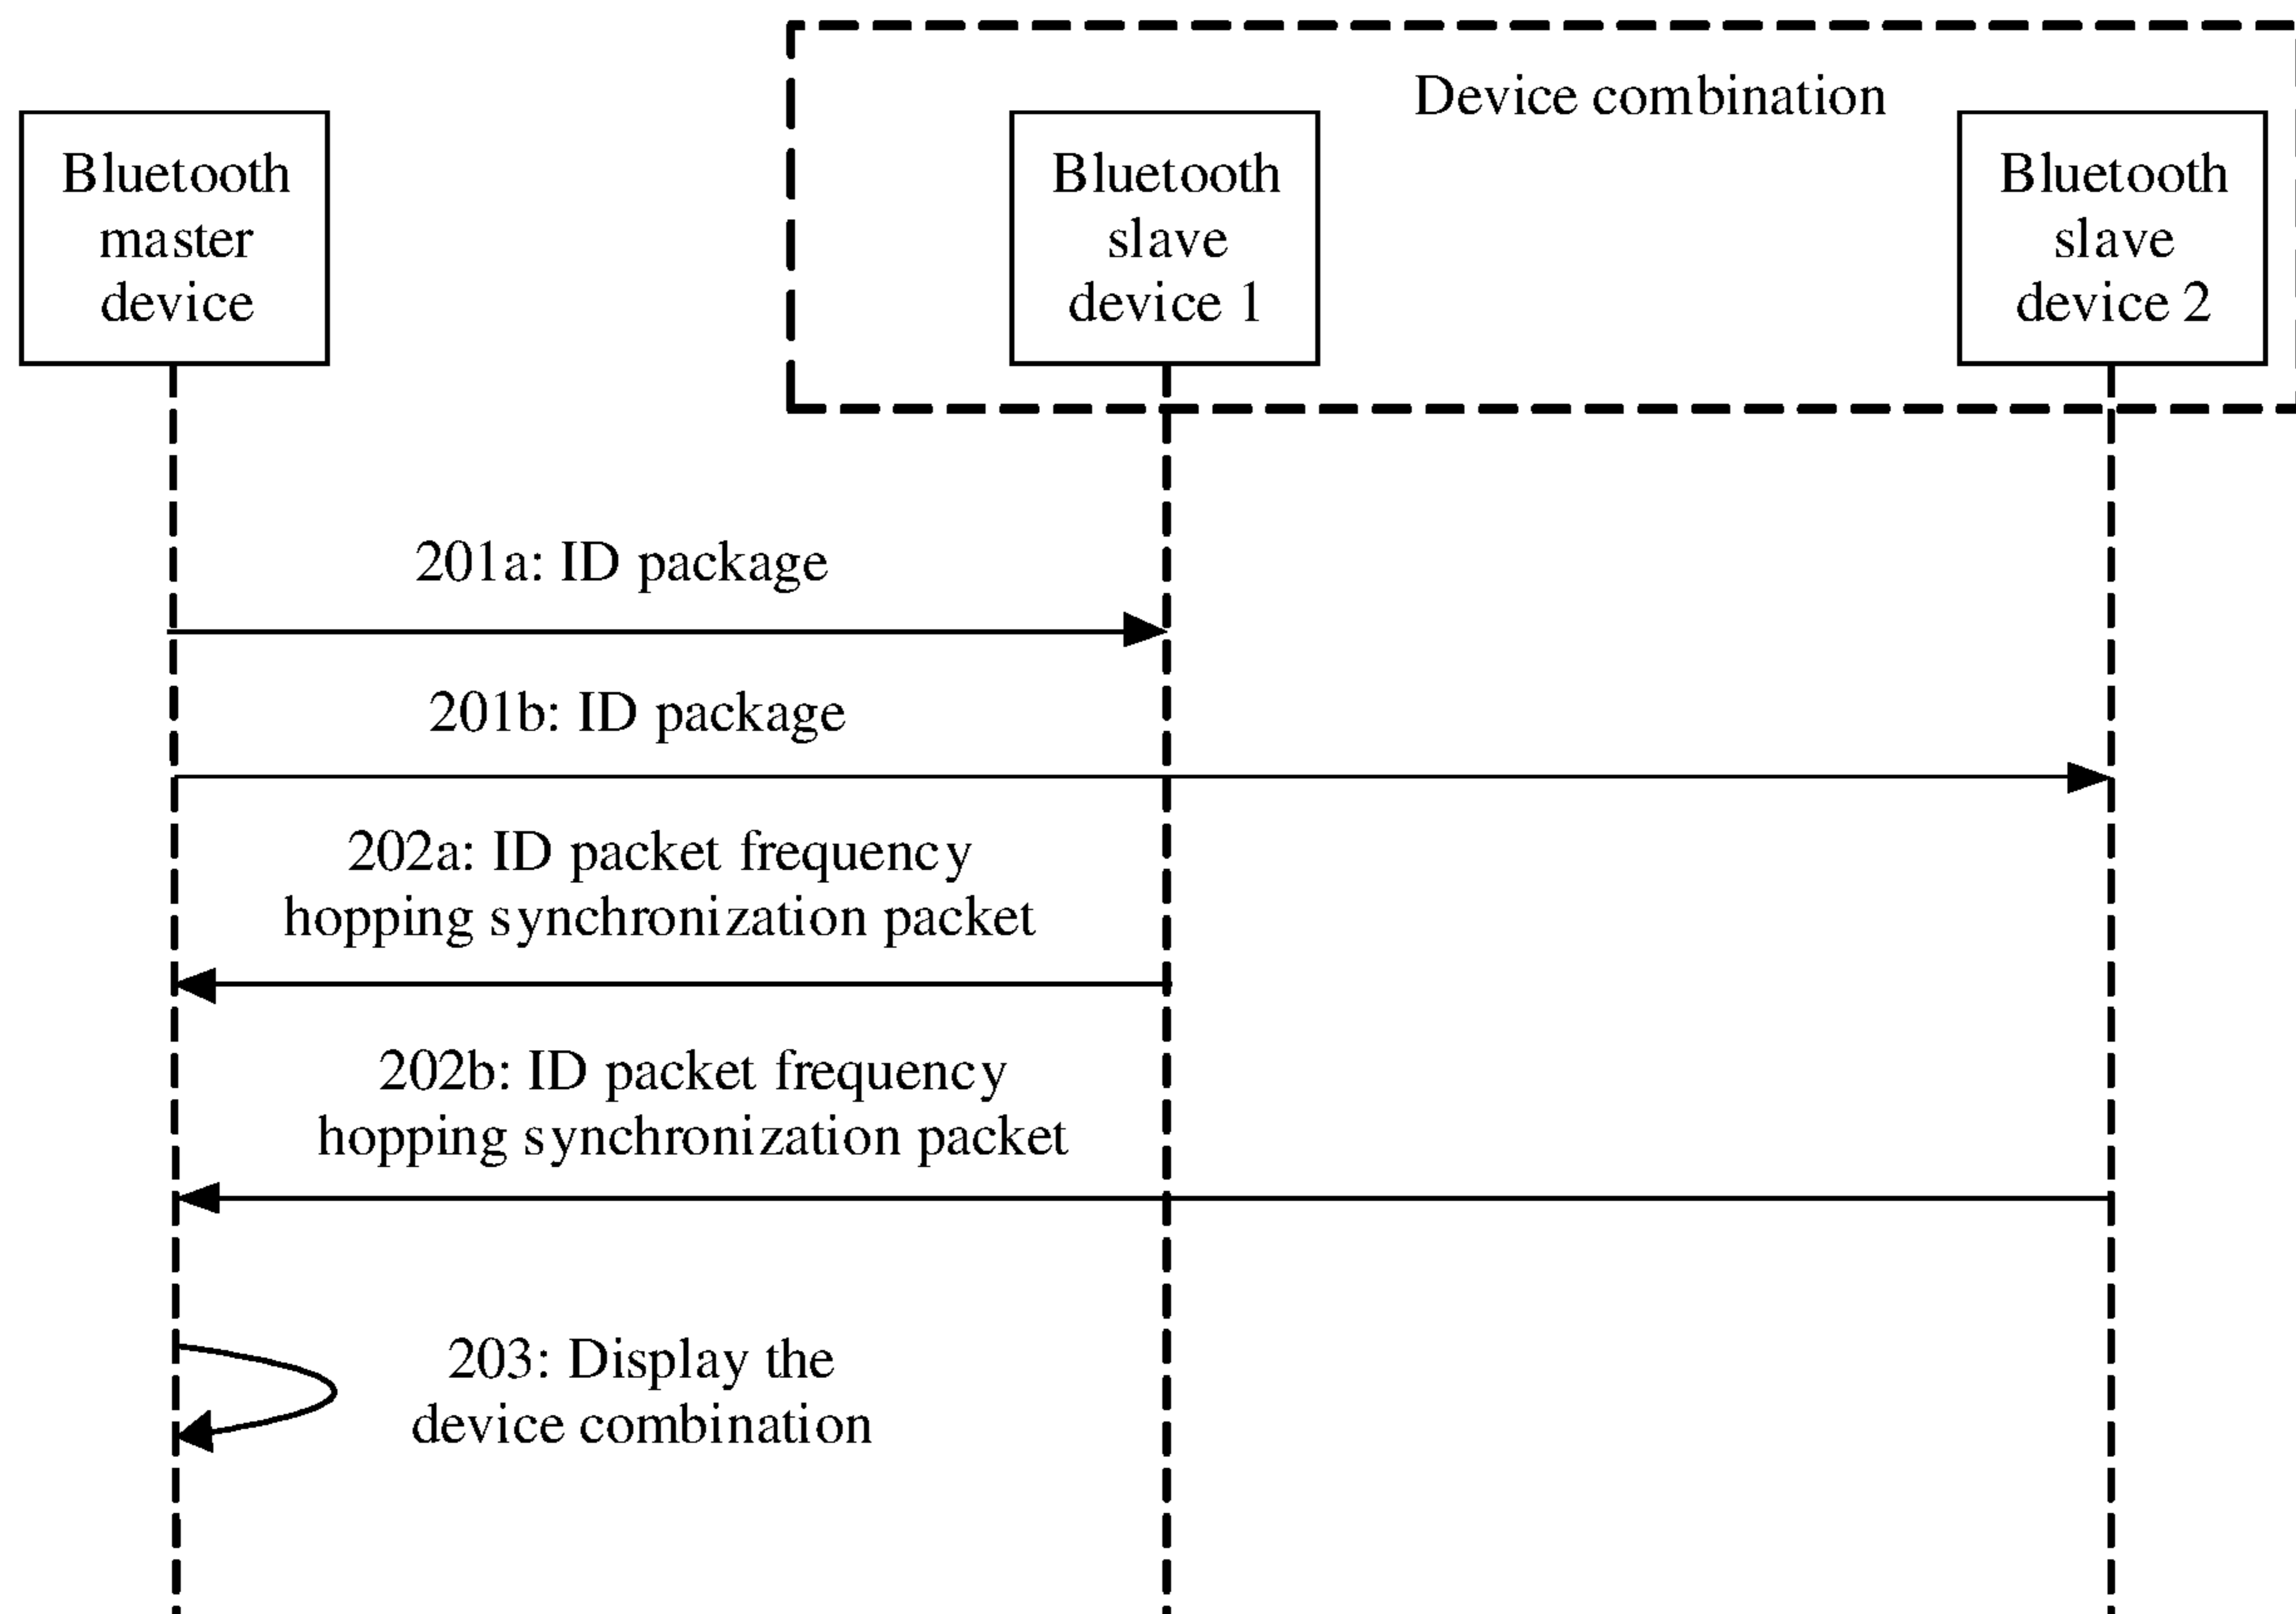 Device combination
Bluetooth
master
device
Bluetooth
slave
device 1
Bluetooth
slave
device 2
201a: ID package
201b: ID package
202a: ID packet frequency
hopping synchronization packet
202b: ID packet frequency
hopping synchronization packet
203: Display the
device combination